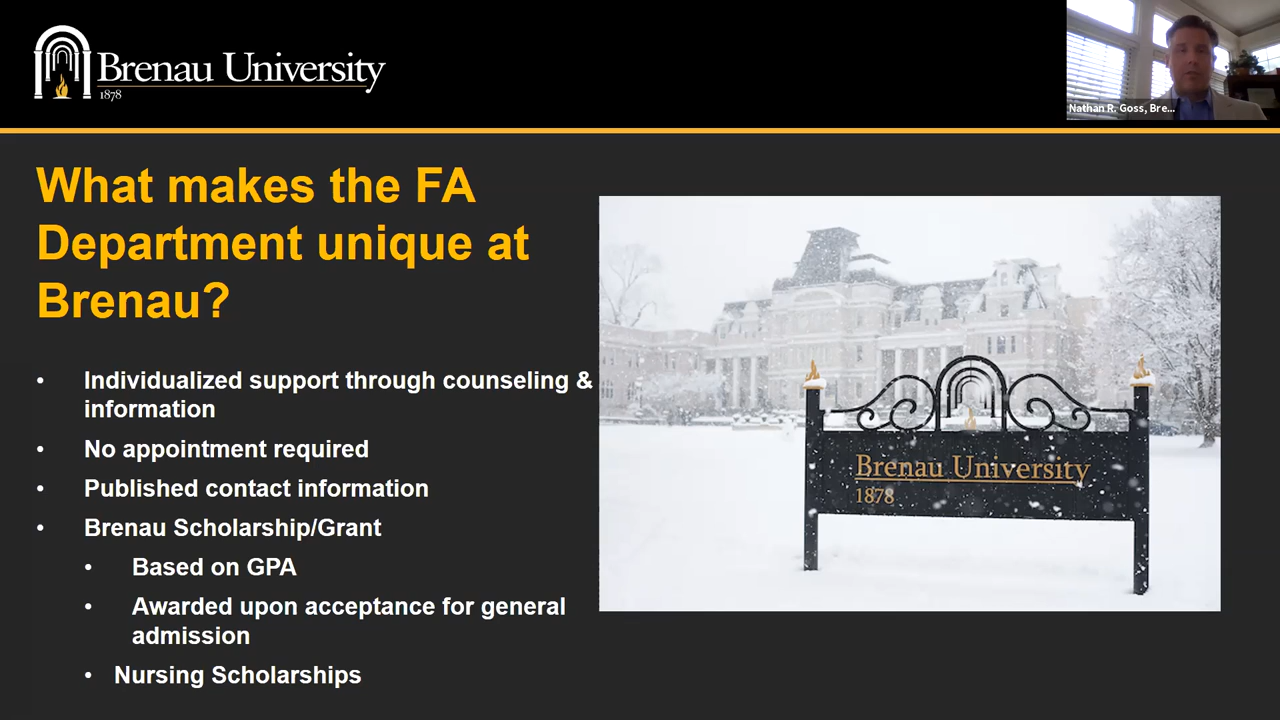 Brenau University
1878
Nathan R. Goss, Bre...
What makes the FA
Department unique at
Brenau?
• Individualized support through counseling &
information
• No appointment required
• Published contact information
• Brenau Scholarship/Grant
• Based on GPA
• Awarded upon acceptance for general
admission
• Nursing Scholarships
Brenau University
1878